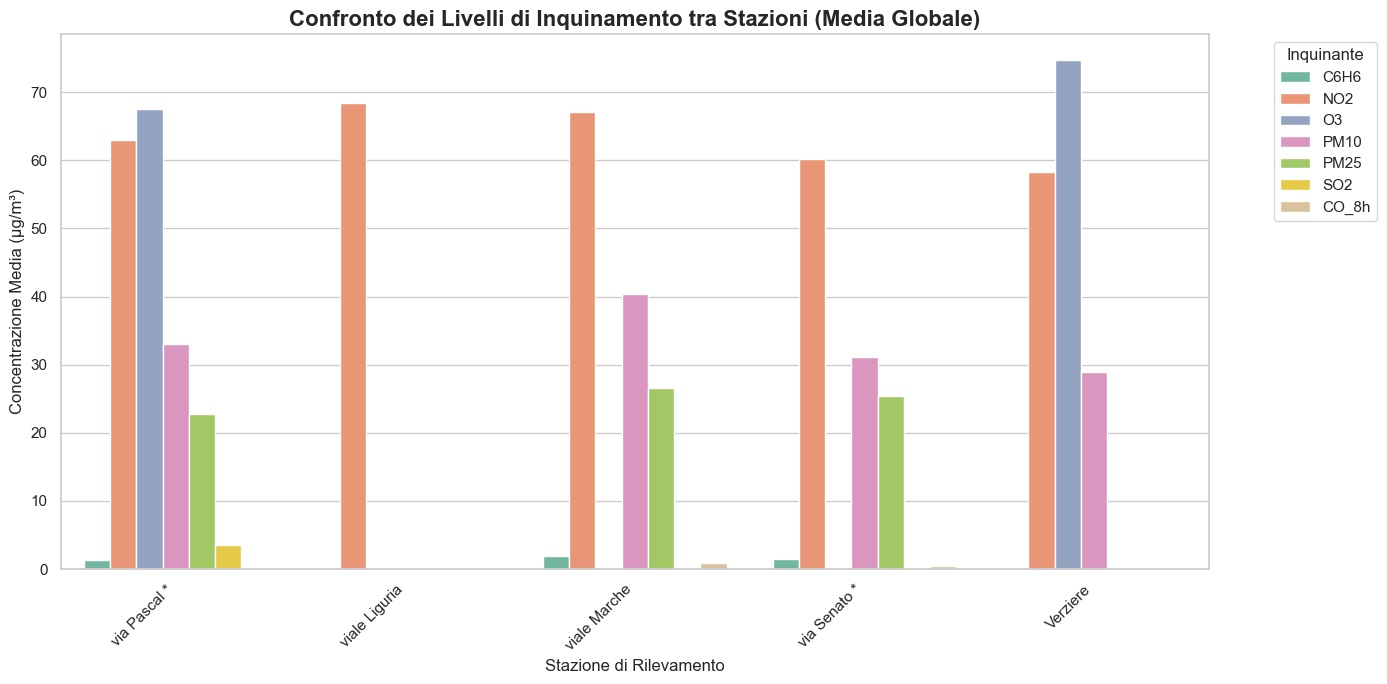 Confronto dei Livelli di Inquinamento tra Stazioni (Media Globale)
Concentrazione Media (µg/m³)
70
60
50
40
30
20
10
0
via Pascal *
viale Liguria
viale Marche
via Senato *
Verziere
Stazione di Rilevamento
Inquinante
C6H6
NO2
O3
PM10
PM25
SO2
CO_8h